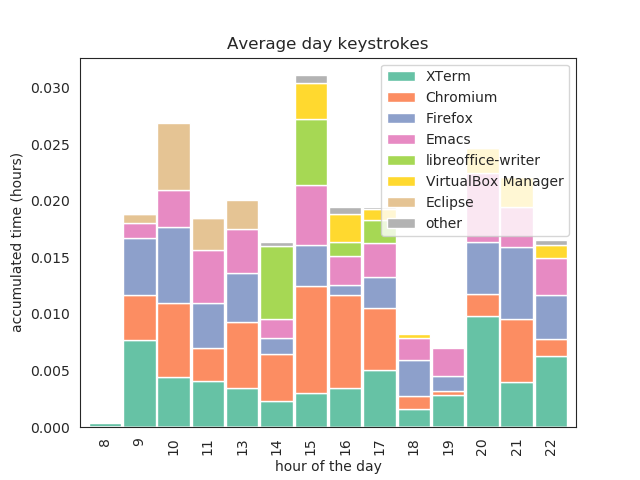 Average day keystrokes
XTerm
Chromium
Firefox
Emacs
libreoffice-writer
VirtualBox Manager
Eclipse
other
accumulated time (hours)
0.030
0.025
0.020
0.015
0.010
0.005
0.000
8 9 10 11 13 14 15 16 17 18 19 20 21 22
hour of the day